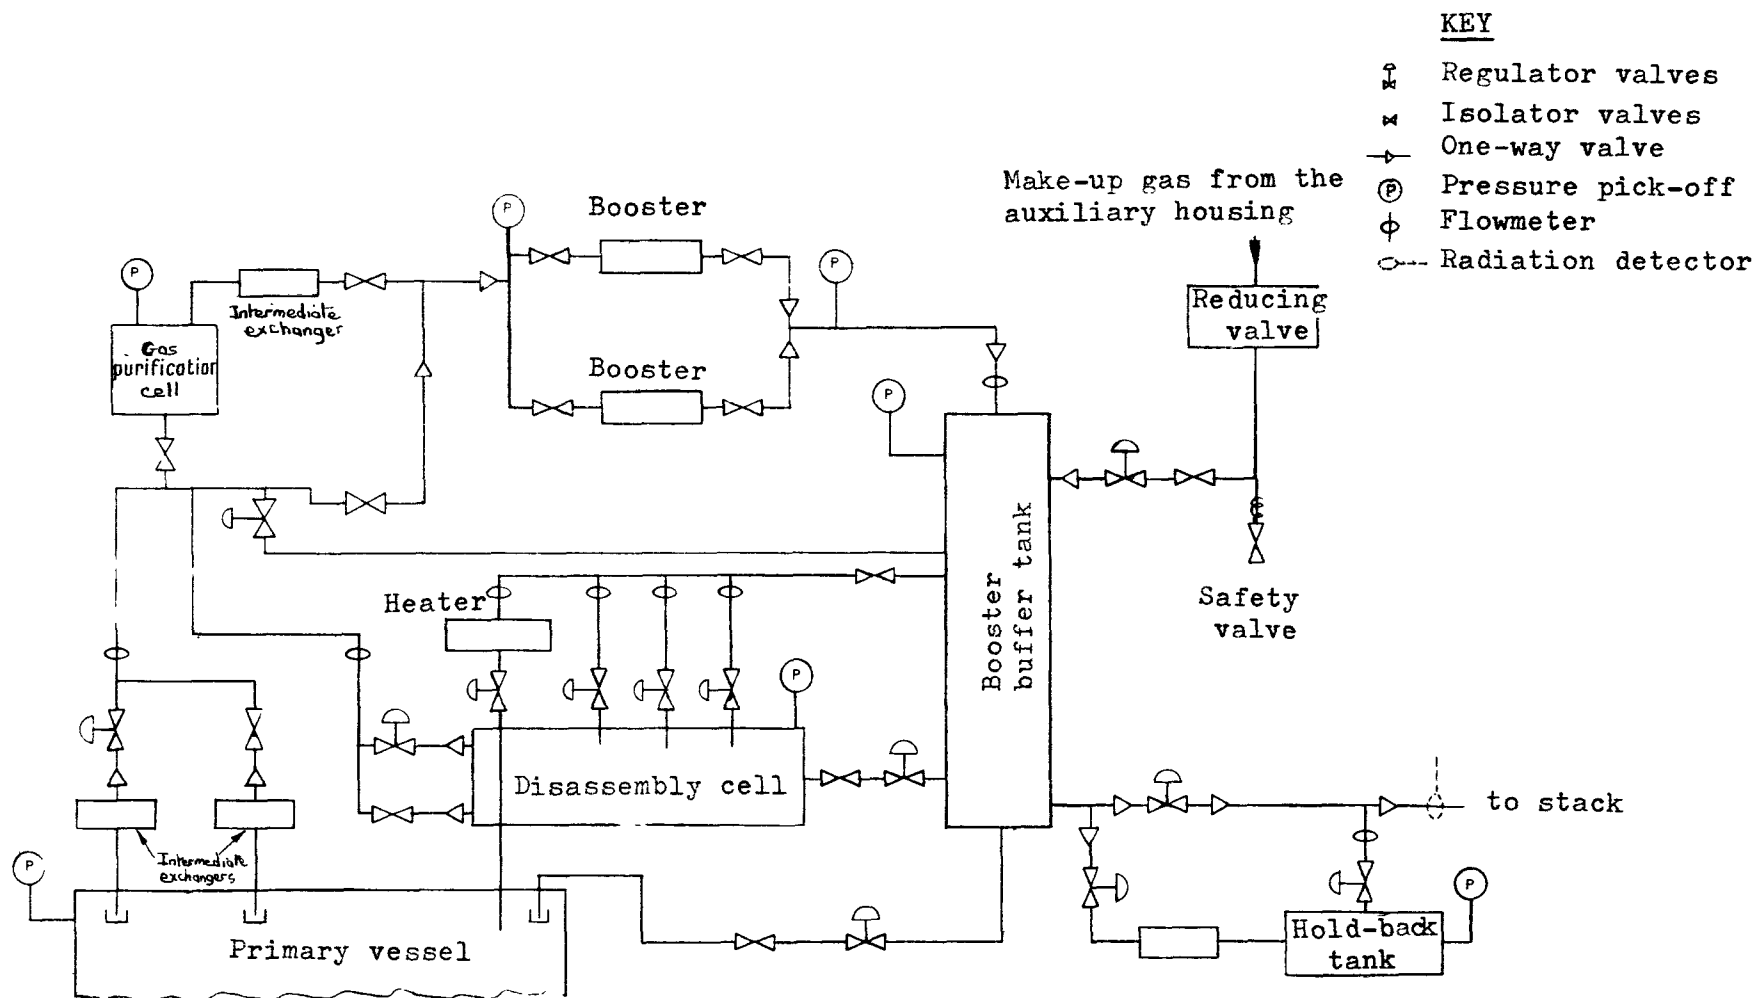 KEY
Regulator valves
Isolator valves
One-way valve
P Pressure pick-off
Flowmeter
Radiation detector
Make-up gas from the
auxiliary housing
Reducing
valve
P
Booster
P
P
Intermediate
exchanger
Gas
purification
cell
Booster
P
Booster
buffer tank
Safety
valve
Heater
P
Disassembly cell
to stack
Intermediate
exchangers
P
P
Primary vessel
Hold-back
tank